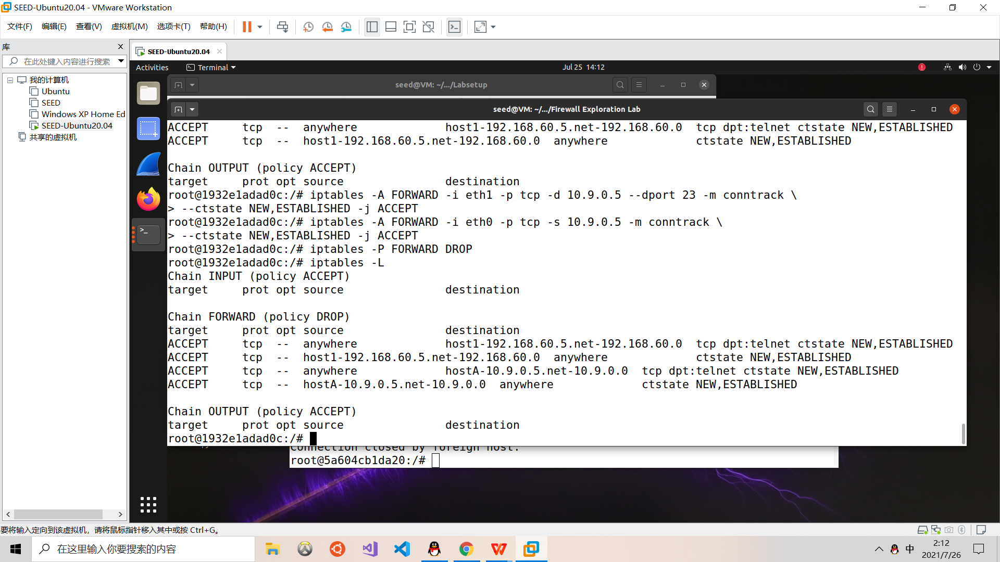 SEED-Ubuntu20.04 - VMware Workstation
文件(F) 编辑(E) 查看(V) 虚拟机(M) 选项卡(T) 帮助(H)
库
在此处键入内容进行搜索
我的计算机
Ubuntu
SEED
Windows XP Home Ed
SEED-Ubuntu20.04
共享的虚拟机
SEED-Ubuntu20.04
Activities Terminal Jul 25 14:12
seed@VM: ~/.../Labsetup
seed@VM: ~/.../Firewall Exploration Lab
ACCEPT tcp -- anywhere host1-192.168.60.5.net-192.168.60.0 tcp dpt:telnet ctstate NEW,ESTABLISHED
ACCEPT tcp -- host1-192.168.60.5.net-192.168.60.0 anywhere ctstate NEW,ESTABLISHED
Chain OUTPUT (policy ACCEPT)
target prot opt source destination
root@1932e1adad0c:/# iptables -A FORWARD -i eth1 -p tcp -d 10.9.0.5 --dport 23 -m conntrack \
> --ctstate NEW,ESTABLISHED -j ACCEPT
root@1932e1adad0c:/# iptables -A FORWARD -i eth0 -p tcp -s 10.9.0.5 -m conntrack \
> --ctstate NEW,ESTABLISHED -j ACCEPT
root@1932e1adad0c:/# iptables -P FORWARD DROP
root@1932e1adad0c:/# iptables -L
Chain INPUT (policy ACCEPT)
target prot opt source destination
Chain FORWARD (policy DROP)
target prot opt source destination
ACCEPT tcp -- anywhere host1-192.168.60.5.net-192.168.60.0 tcp dpt:telnet ctstate NEW,ESTABLISHED
ACCEPT tcp -- host1-192.168.60.5.net-192.168.60.0 anywhere ctstate NEW,ESTABLISHED
ACCEPT tcp -- anywhere hostA-10.9.0.5.net-10.9.0.0 tcp dpt:telnet ctstate NEW,ESTABLISHED
ACCEPT tcp -- hostA-10.9.0.5.net-10.9.0.0 anywhere ctstate NEW,ESTABLISHED
Chain OUTPUT (policy ACCEPT)
target prot opt source destination
root@1932e1adad0c:/#
Connection closed by foreign host.
root@5a604cb1da20:/#
要将输入定向到该虚拟机，请将鼠标指针移入其中或按 Ctrl+G。
在这里输入你要搜索的内容
中
2:12
2021/7/26